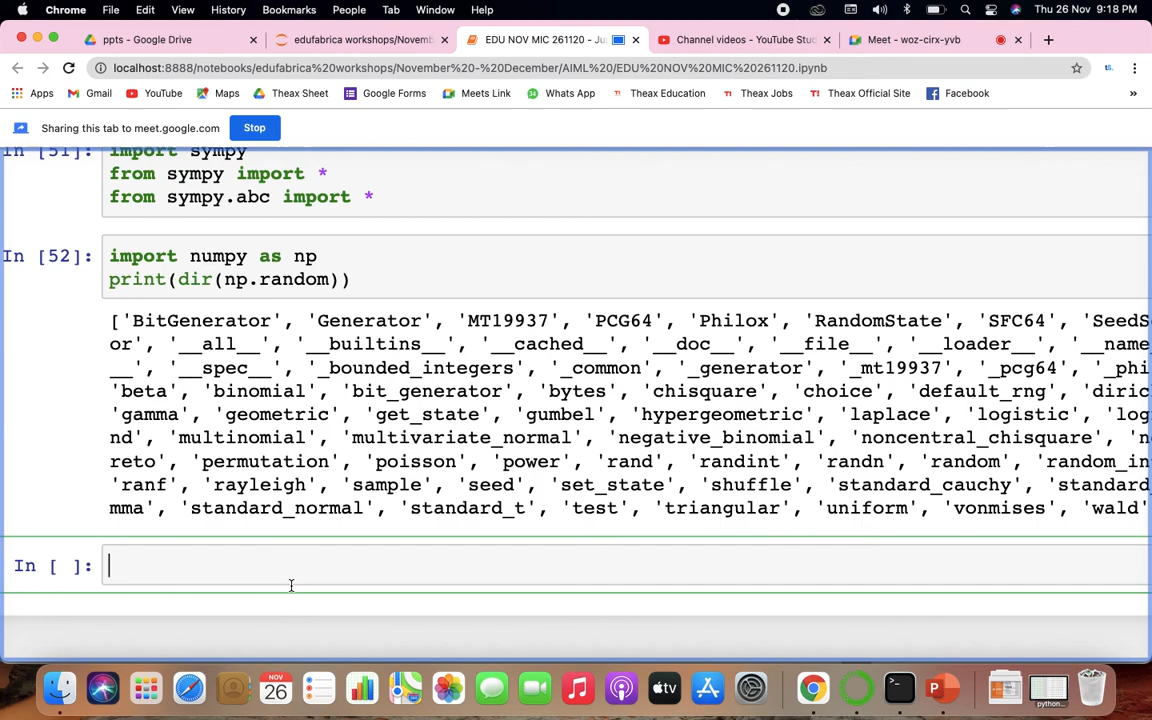 Chrome File Edit View History Bookmarks People Tab Window Help Thu 26 Nov 9:18 PM
ppts - Google Drive edufabrica workshops/Novemb EDU NOV MIC 261120 - Ju Channel videos - YouTube Stud Meet - woz-cirx-yvb
localhost:8888/notebooks/edufabrica%20workshops/November%20-%20December/AIML%20/EDU%20NOV%20MIC%20261120.ipynb
Apps Gmail YouTube Maps Theax Sheet Google Forms Meets Link Whats App Theax Education Theax Jobs Theax Official Site Facebook »
Sharing this tab to meet.google.com Stop
In [51]: import sympy
from sympy import *
from sympy.abc import *
In [52]: import numpy as np
print(dir(np.random))
['BitGenerator', 'Generator', 'MT19937', 'PCG64', 'Philox', 'RandomState', 'SFC64', 'SeedS
or', '__all__', '__builtins__', '__cached__', '__doc__', '__file__', '__loader__', '__name
__', '__spec__', '_bounded_integers', '_common', '_generator', '_mt19937', '_pcg64', '_phi
'beta', 'binomial', 'bit_generator', 'bytes', 'chisquare', 'choice', 'default_rng', 'diric
'gamma', 'geometric', 'get_state', 'gumbel', 'hypergeometric', 'laplace', 'logistic', 'log
nd', 'multinomial', 'multivariate_normal', 'negative_binomial', 'noncentral_chisquare', 'n
reto', 'permutation', 'poisson', 'power', 'rand', 'randint', 'randn', 'random', 'random_in
'ranf', 'rayleigh', 'sample', 'seed', 'set_state', 'shuffle', 'standard_cauchy', 'standard_
mma', 'standard_normal', 'standard_t', 'test', 'triangular', 'uniform', 'vonmises', 'wald'
In [ ]:
NOV
26
tv
python...